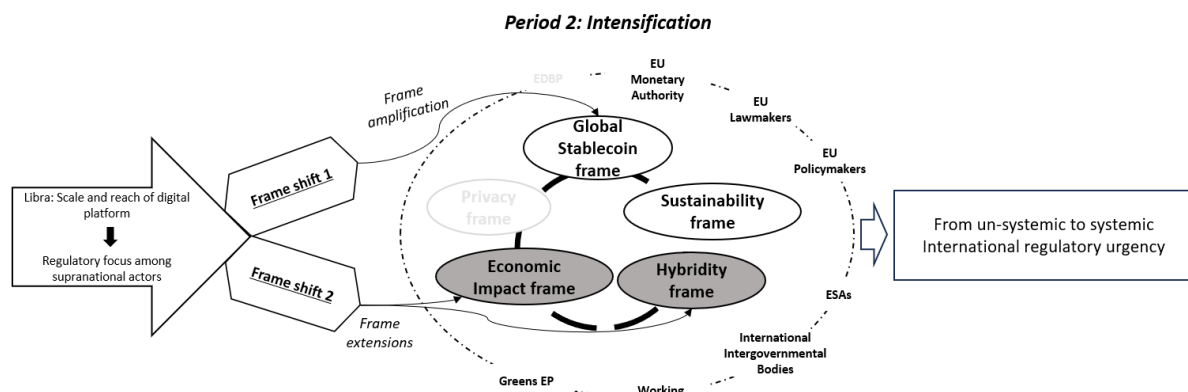 Period 2: Intensification
EDBP
EU
Monetary
Authority
Frame
amplification
EU
Lawmakers
Global
Stablecoin
frame
EU
Policymakers
Frame shift 1
Libra: Scale and reach of digital
platform
Regulatory focus among
supranational actors
Privacy
frame
Sustainability
frame
From un-systemic to systemic
International regulatory urgency
Economic
Impact frame
Hybridity
frame
Frame shift 2
Frame
extensions
ESAs
International
Intergovernmental
Bodies
Greens EP
Working